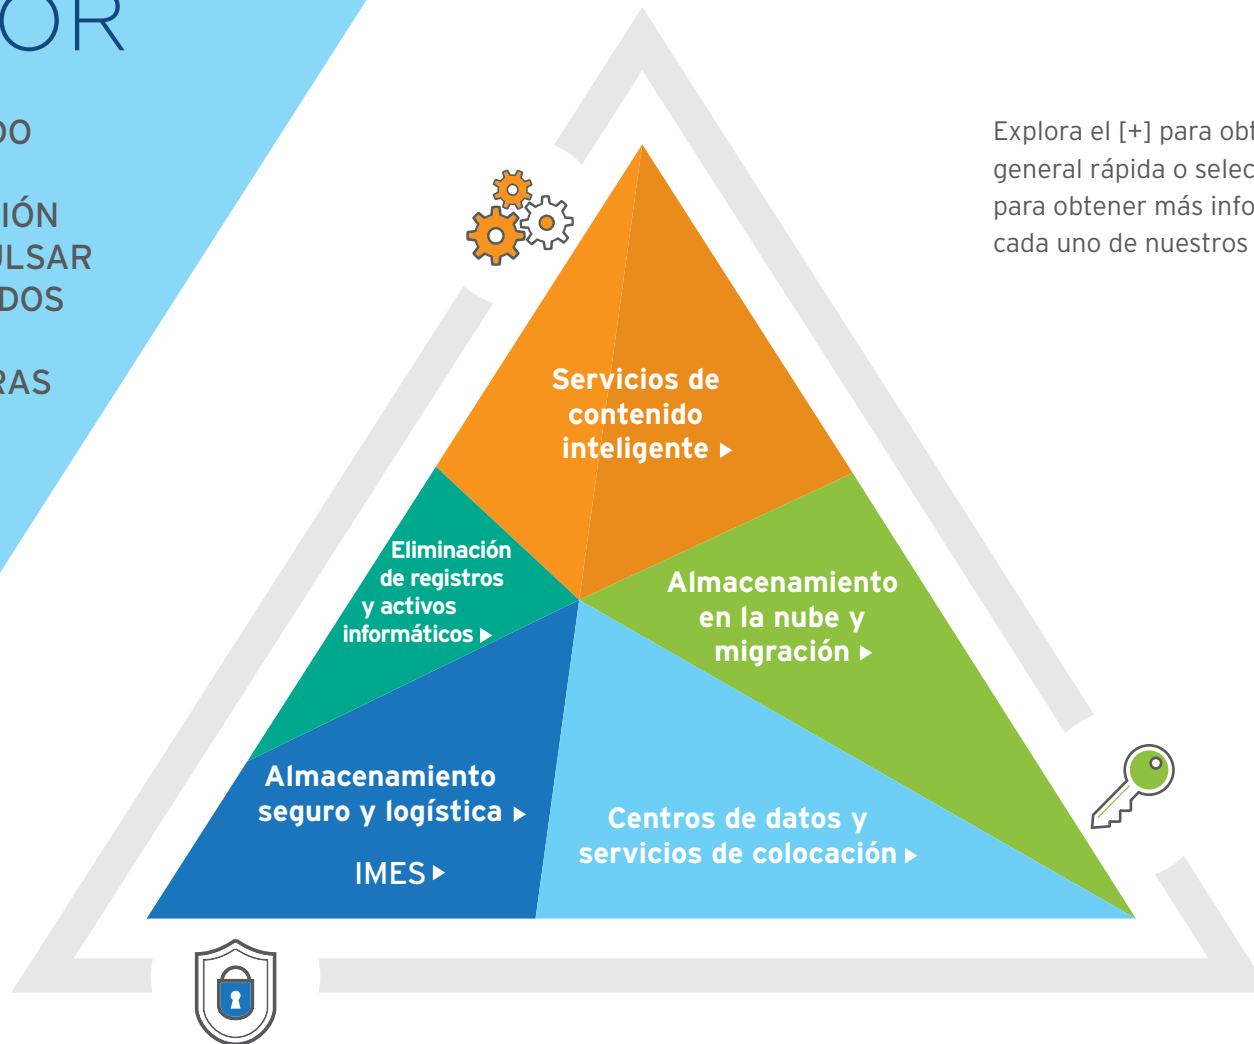 OR
DO
IÓN
ULSAR
DOS
RAS
Explora el [+] para obt
general rápida o selec
para obtener más info
cada uno de nuestros
Servicios de
contenido
inteligente
Eliminación
de registros
y activos
informáticos
Almacenamiento
en la nube y
migración
Almacenamiento
seguro y logística
IMES
Centros de datos y
servicios de colocación